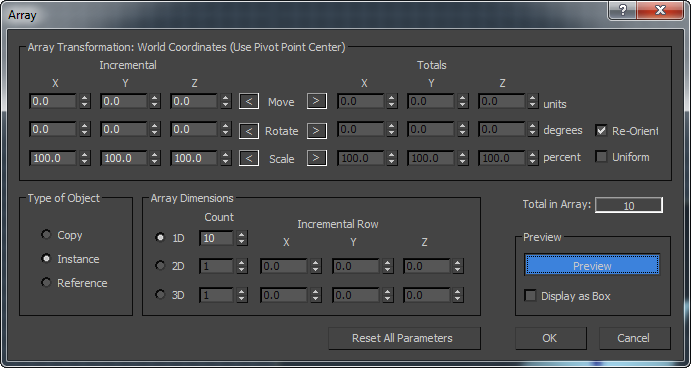 Array
Array Transformation: World Coordinates (Use Pivot Point Center)
Incremental Totals
X Y Z X Y Z
0.0 0.0 0.0 < Move > 0.0 0.0 0.0 units
0.0 0.0 0.0 < Rotate > 0.0 0.0 0.0 degrees Re-Orient
100.0 100.0 100.0 < Scale > 100.0 100.0 100.0 percent Uniform
Type of Object
Copy
Instance
Reference
Array Dimensions
Count Incremental Row
X Y Z
1D 10
2D 1 0.0 0.0 0.0
3D 1 0.0 0.0 0.0
Total in Array: 10
Preview
Preview
Display as Box
Reset All Parameters OK Cancel